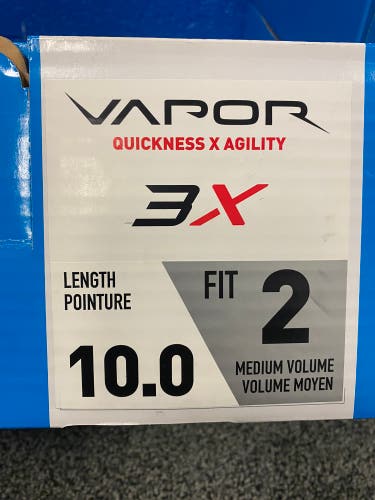 VAPOR
QUICKNESS X AGILITY
3X
LENGTH
POINTURE
10.0
FIT 2
MEDIUM VOLUME
VOLUME MOYEN